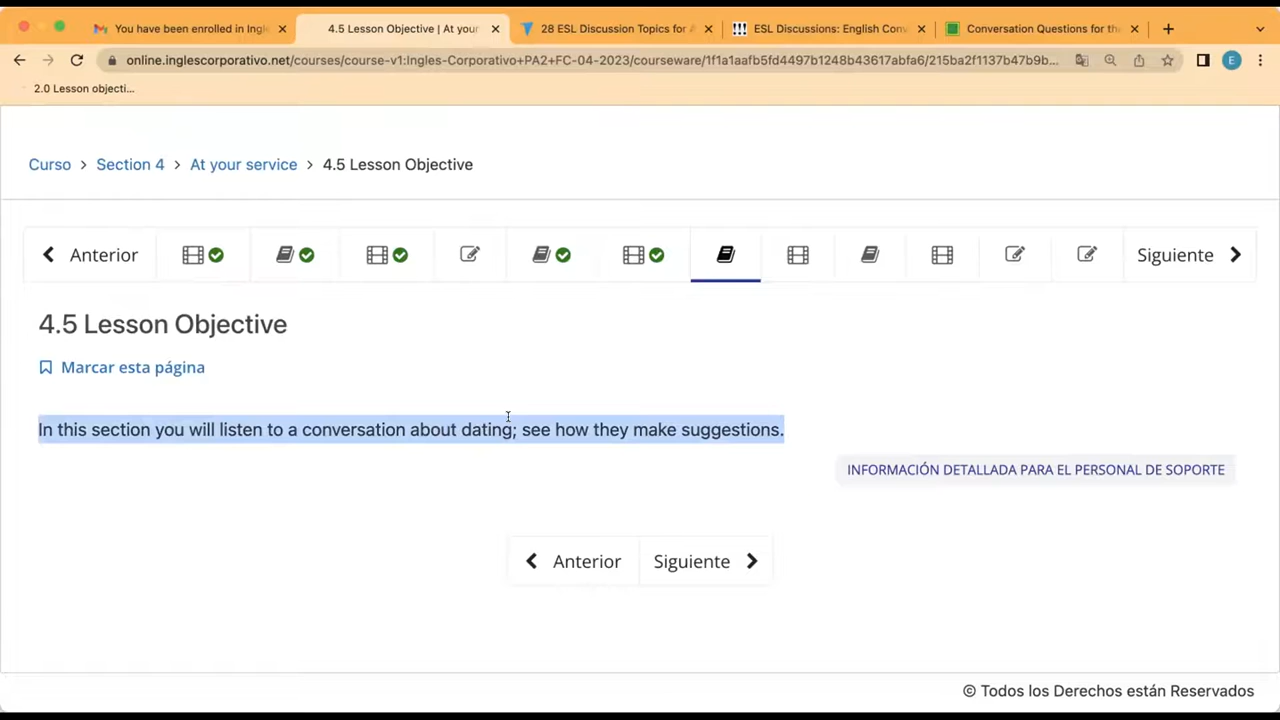 You have been enrolled in Ingl
4.5 Lesson Objective | At your
28 ESL Discussion Topics for A
ESL Discussions: English Conv
Conversation Questions for the
online.inglescorporativo.net/courses/course-v1:Ingles-Corporativo+PA2+FC-04-2023/courseware/1f1a1aafb5fd4497b1248b43617abfa6/215ba2f1137b47b9b...
E
2.0 Lesson objecti...
Curso > Section 4 > At your service > 4.5 Lesson Objective
Anterior
Siguiente
4.5 Lesson Objective
Marcar esta página
In this section you will listen to a conversation about dating; see how they make suggestions.
INFORMACIÓN DETALLADA PARA EL PERSONAL DE SOPORTE
Anterior
Siguiente
© Todos los Derechos están Reservados